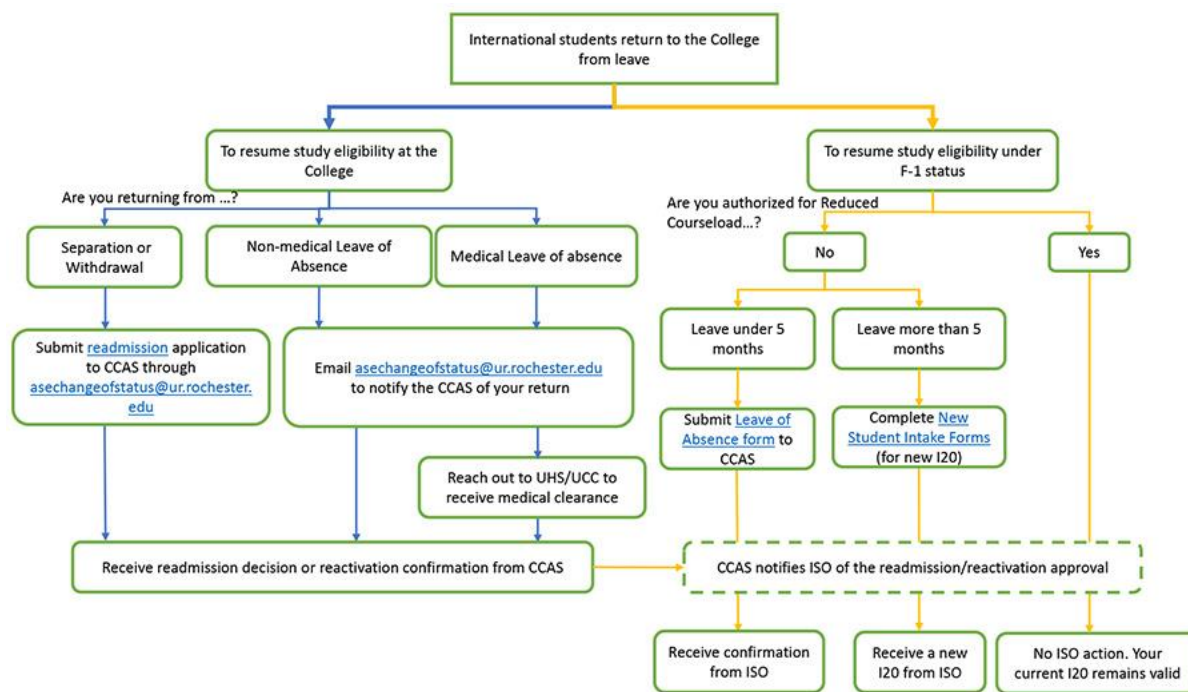 International students return to the College
from leave
To resume study eligibility at the
College
To resume study eligibility under
F-1 status
Are you returning from ...?
Are you authorized for Reduced
Courseload...?
Separation or
Withdrawal
Non-medical Leave of
Absence
Medical Leave of absence
No
Yes
Leave under 5
months
Leave more than 5
months
Submit readmission application
to CCAS through
asechangeofstatus@ur.rochester.
edu
Email asechangeofstatus@ur.rochester.edu
to notify the CCAS of your return
Submit Leave of
Absence form to
CCAS
Complete New
Student Intake Forms
(for new I20)
Reach out to UHS/UCC to
receive medical clearance
Receive readmission decision or reactivation confirmation from CCAS
CCAS notifies ISO of the readmission/reactivation approval
Receive confirmation
from ISO
Receive a new
I20 from ISO
No ISO action. Your
current I20 remains valid